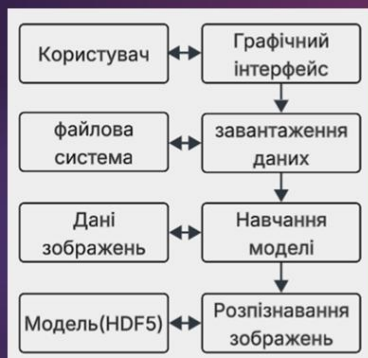 Користувач
Графічний
інтерфейс
файлова
система
завантаження
даних
Дані
зображень
Навчання
моделі
Модель(HDF5)
Розпізнавання
зображень